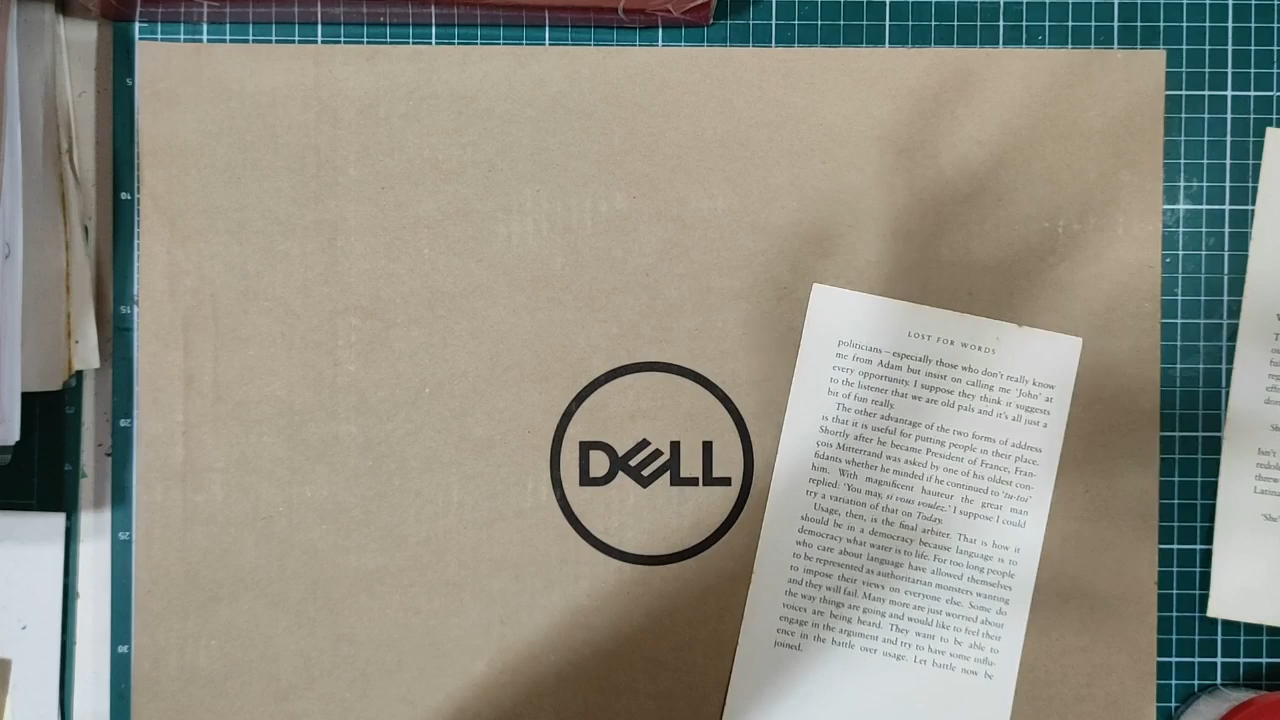 5
10
15
20
25
30
DELL
LOST FOR WORDS
politicians – especially those who don't really know
me from Adam but insist on calling me 'John' at
every opportunity. I suppose they think it suggests
to the listener that we are old pals and it's all just a
bit of fun really.
The other advantage of the two forms of address
is that it is useful for putting people in their place.
Shortly after he became President of France, Fran-
çois Mitterrand was asked by one of his oldest con-
fidants whether he minded if he continued to 'tu-toi'
him. With magnificent hauteur the great man
replied: 'You may, si vous voulez.' I suppose I could
try a variation of that on Today.
Usage, then, is the final arbiter. That is how it
should be in a democracy because language is to
democracy what water is to life. For too long people
who care about language have allowed themselves
to be represented as authoritarian monsters wanting
to impose their views on everyone else. Some do
and they will fail. Many more are just worried about
the way things are going and would like to feel their
voices are being heard. They want to be able to
engage in the argument and try to have some influ-
ence in the battle over usage. Let battle now be
joined.
Isn't
redol
threw
Latin
'She